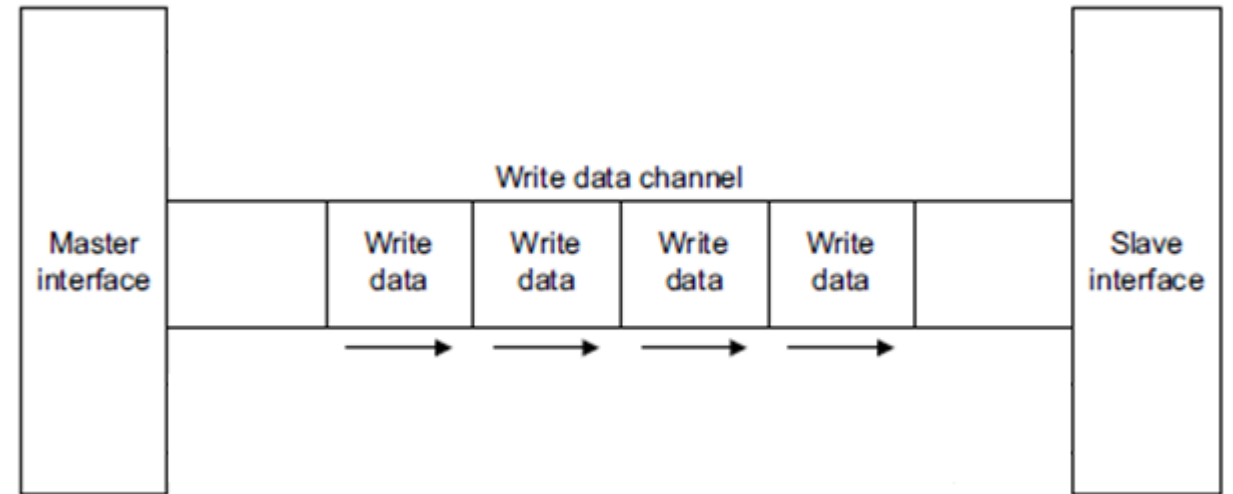 Write data channel
Master
interface
Write
data
Write
data
Write
data
Write
data
Slave
interface